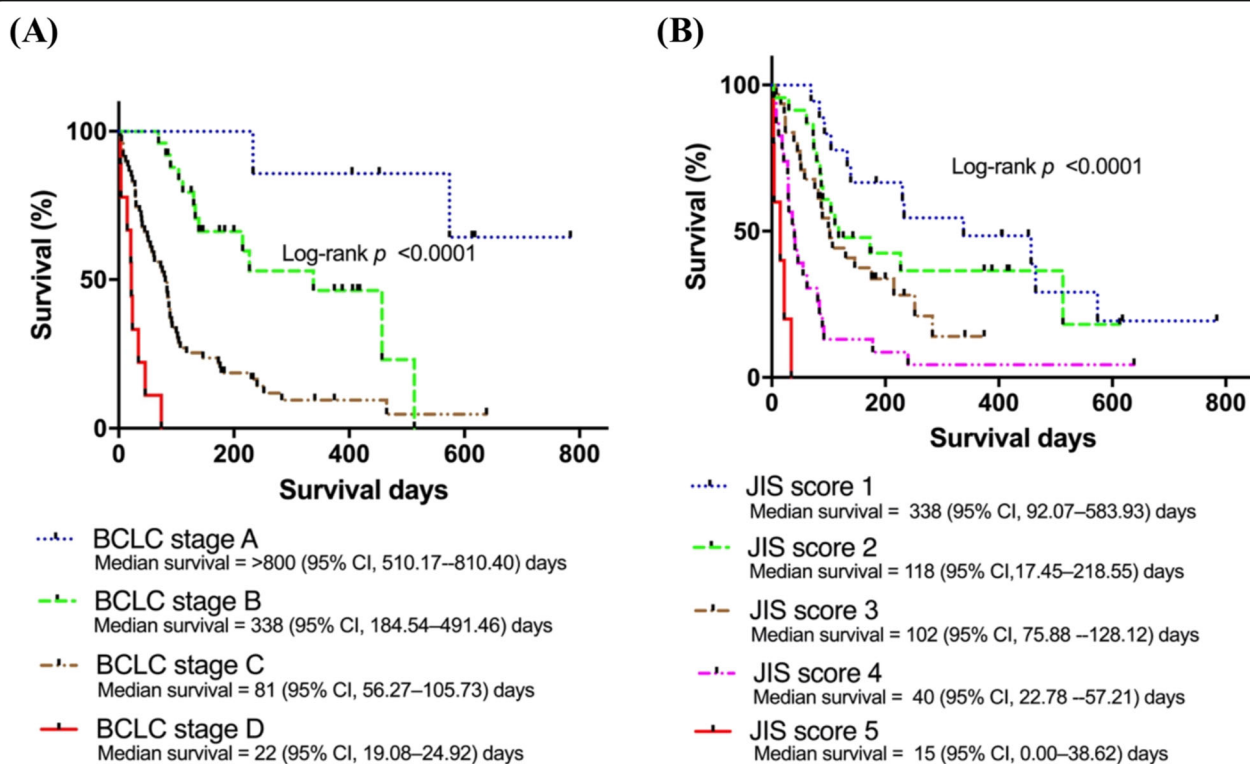 (A)
100
50
0
Survival (%)
Log-rank p <0.0001
0 200 400 600 800
Survival days
BCLC stage A
Median survival = >800 (95% CI, 510.17--810.40) days
BCLC stage B
Median survival = 338 (95% CI, 184.54–491.46) days
BCLC stage C
Median survival = 81 (95% CI, 56.27–105.73) days
BCLC stage D
Median survival = 22 (95% CI, 19.08–24.92) days
(B)
100
50
0
Survival (%)
Log-rank p <0.0001
0 200 400 600 800
Survival days
JIS score 1
Median survival = 338 (95% CI, 92.07–583.93) days
JIS score 2
Median survival = 118 (95% CI,17.45–218.55) days
JIS score 3
Median survival = 102 (95% CI, 75.88 --128.12) days
JIS score 4
Median survival = 40 (95% CI, 22.78 --57.21) days
JIS score 5
Median survival = 15 (95% CI, 0.00–38.62) days